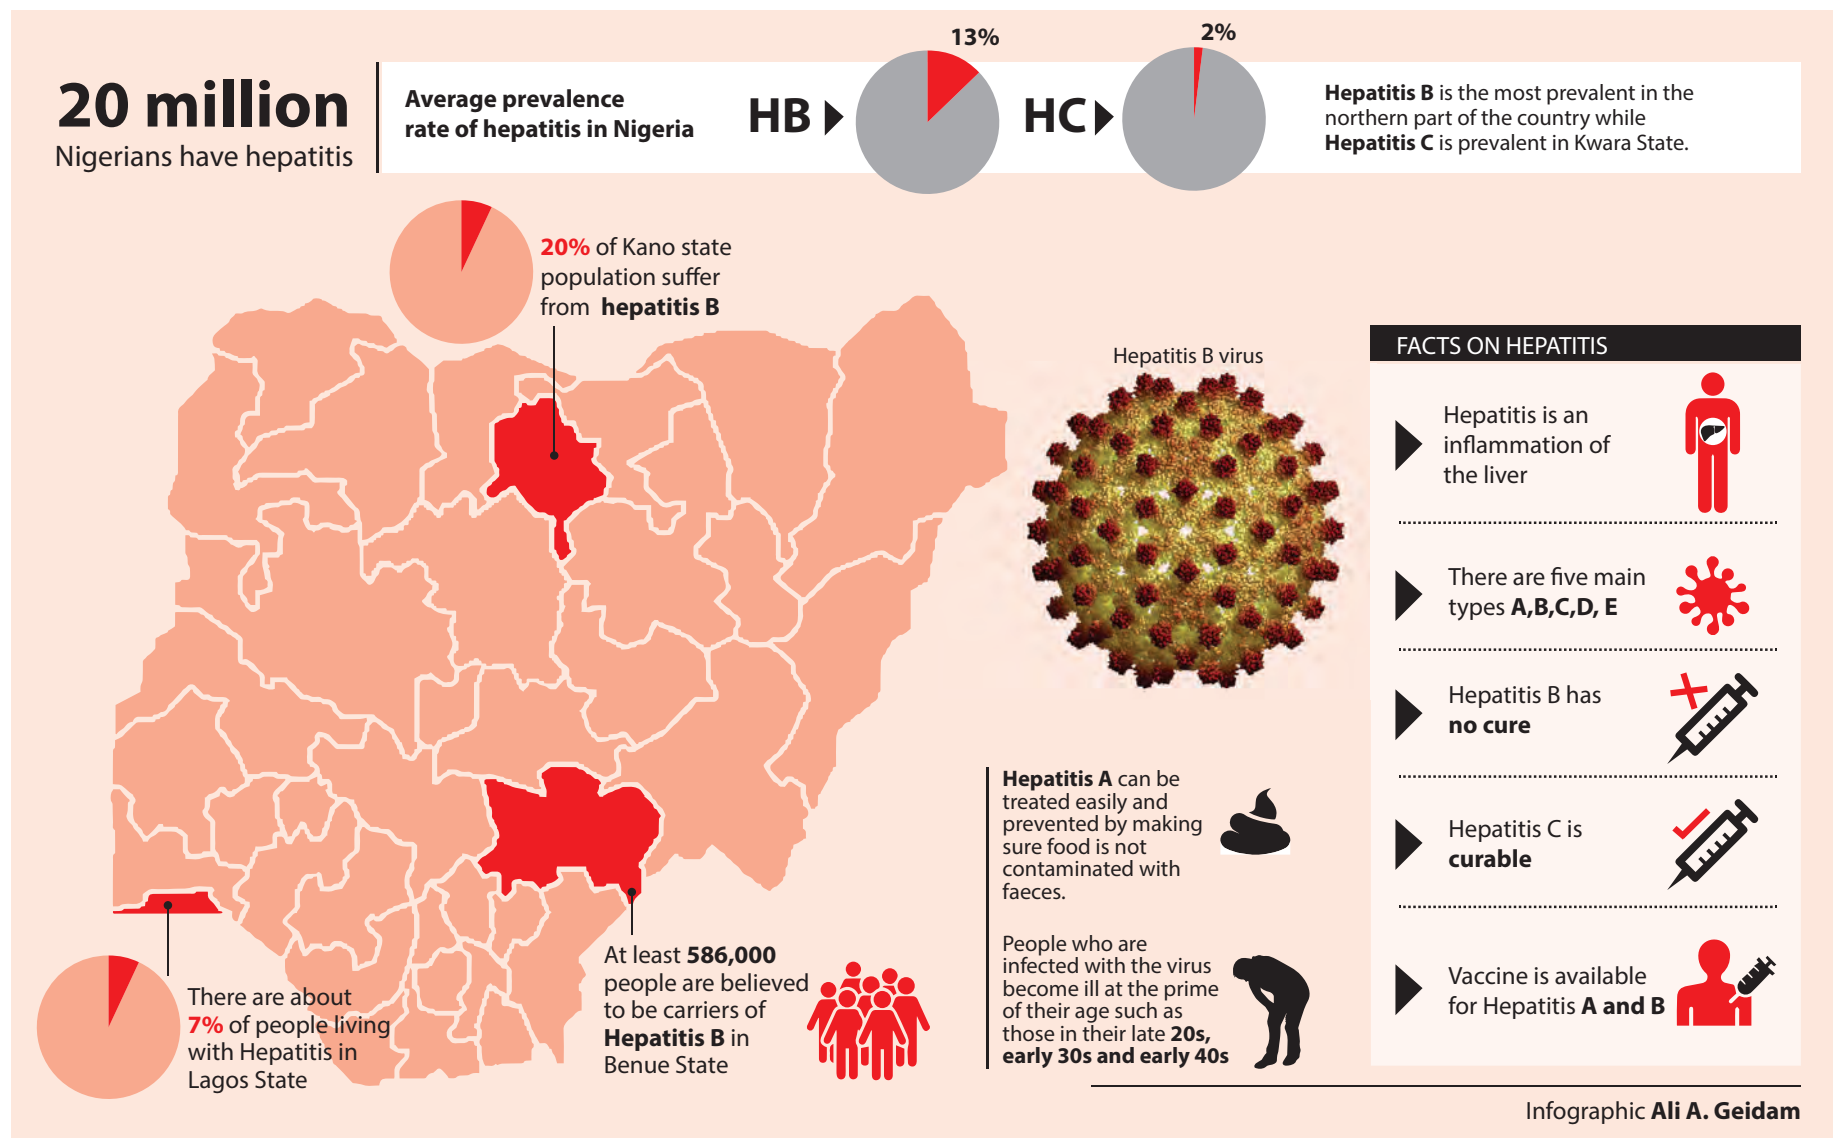 20 million
Nigerians have hepatitis
Average prevalence
rate of hepatitis in Nigeria
HB
13%
HC
2%
Hepatitis B is the most prevalent in the
northern part of the country while
Hepatitis C is prevalent in Kwara State.
20% of Kano state
population suffer
from hepatitis B
Hepatitis B virus
There are about
7% of people living
with Hepatitis in
Lagos State
At least 586,000
people are believed
to be carriers of
Hepatitis B in
Benue State
Hepatitis A can be
treated easily and
prevented by making
sure food is not
contaminated with
faeces.
People who are
infected with the virus
become ill at the prime
of their age such as
those in their late 20s,
early 30s and early 40s
FACTS ON HEPATITIS
Hepatitis is an
inflammation of
the liver
There are five main
types A,B,C,D, E
Hepatitis B has
no cure
Hepatitis C is
curable
Vaccine is available
for Hepatitis A and B
Infographic Ali A. Geidam